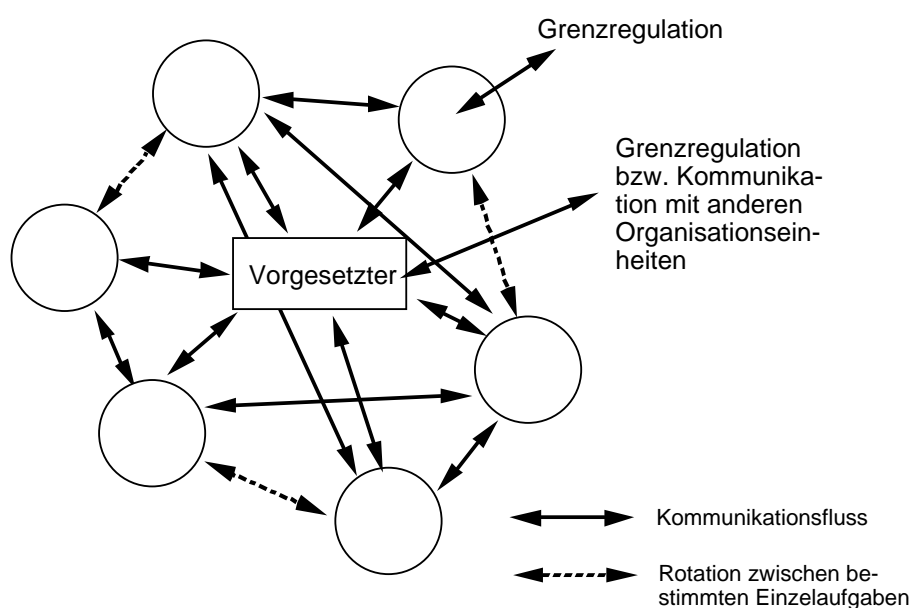 Grenzregulation
Grenzregulation
bzw. Kommunika-
tion mit anderen
Organisationsein-
heiten
Vorgesetzter
Kommunikationsfluss
Rotation zwischen be-
stimmten Einzelaufgaben